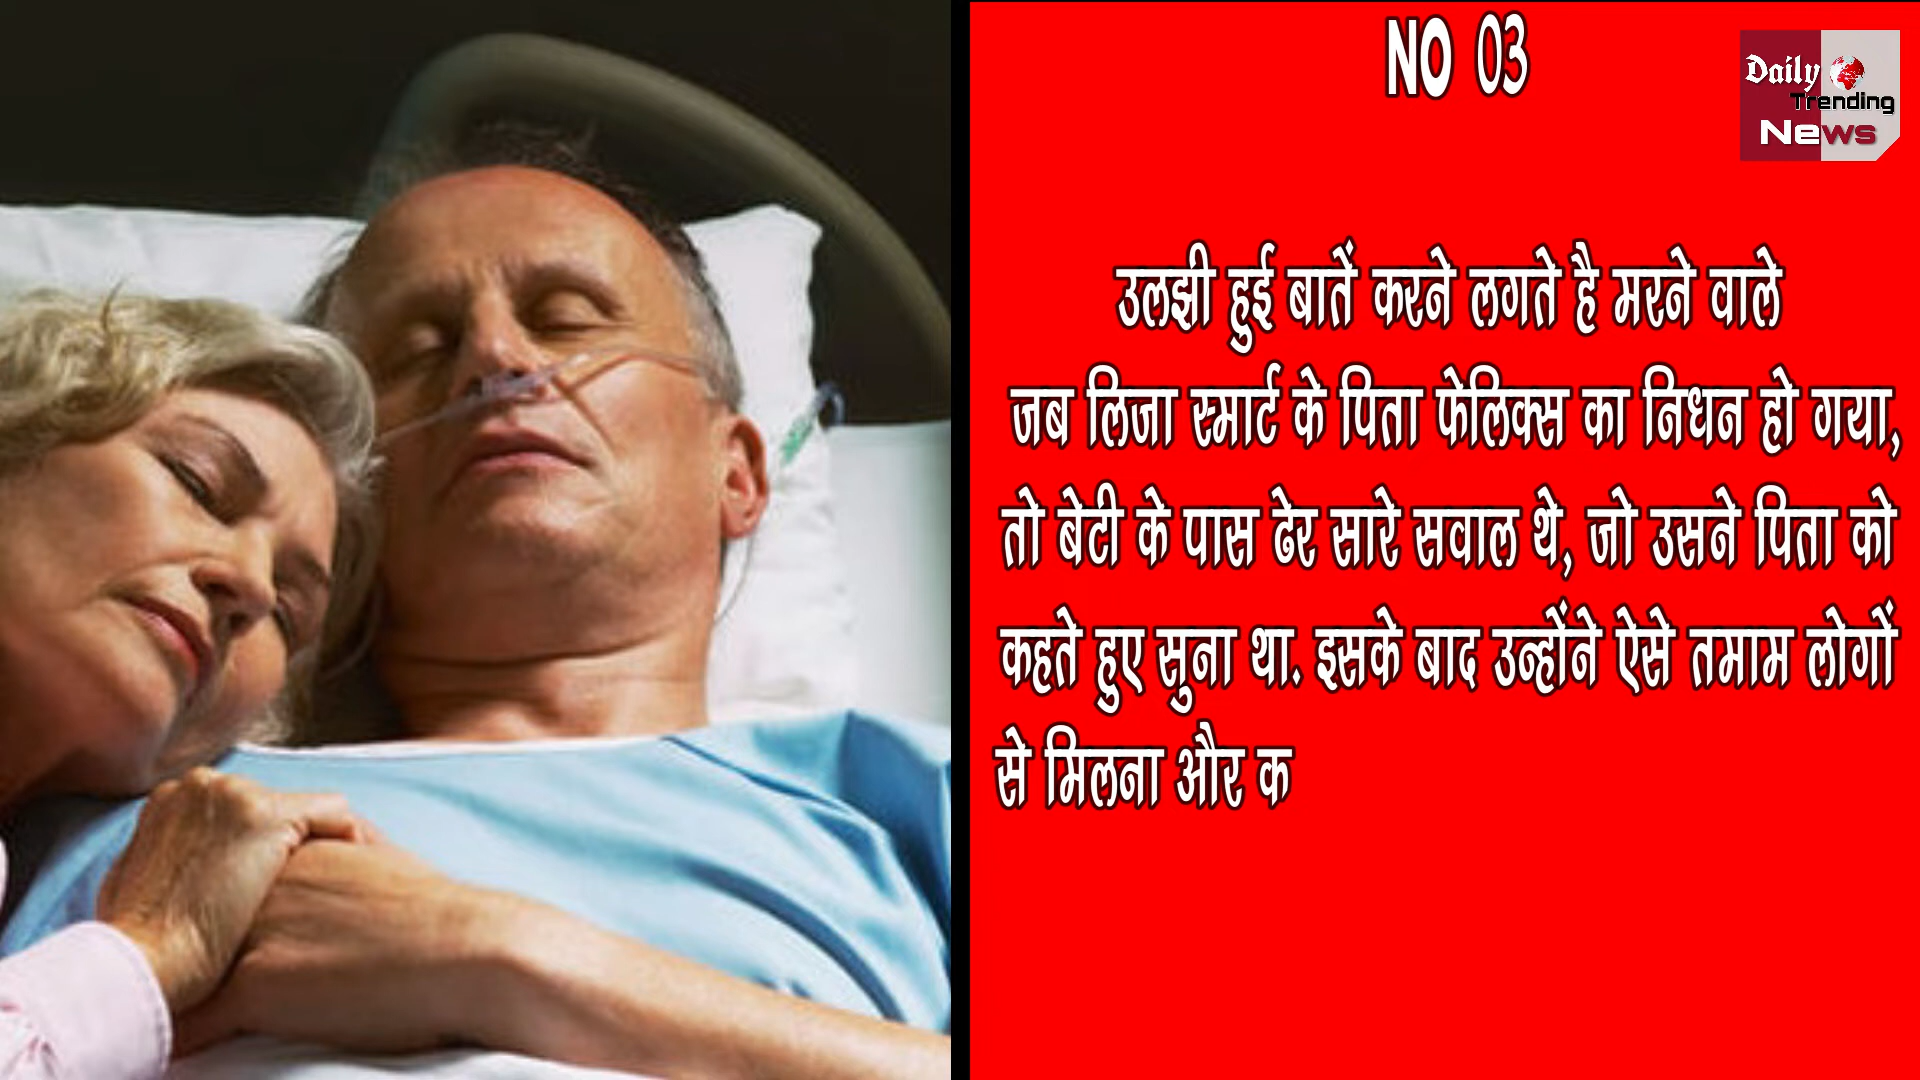 NO 03
Daily
Trending
News
उलझी हुई बातें करने लगते है मरने वाले
जब लिजा स्मार्ट के पिता फेलिक्स का निधन हो गया,
तो बेटी के पास ढेर सारे सवाल थे, जो उसने पिता को
कहते हुए सुना था. इसके बाद उन्होंने ऐसे तमाम लोगों
से मिलना और क